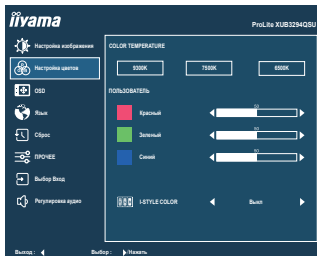 iiyama
ProLite XUB3294QSU
Настройка изображения
Настройка цветов
OSD
Язык
Сброс
ПРОЧЕЕ
Выбор Вход
Регулировка аудио
COLOR TEMPERATURE
9300K 7500K 6500K
ПОЛЬЗОВАТЕЛЬ
50
Красный
50
Зеленый
50
Синий
I-STYLE COLOR Выкл
Выход : Выбор : /Нажать